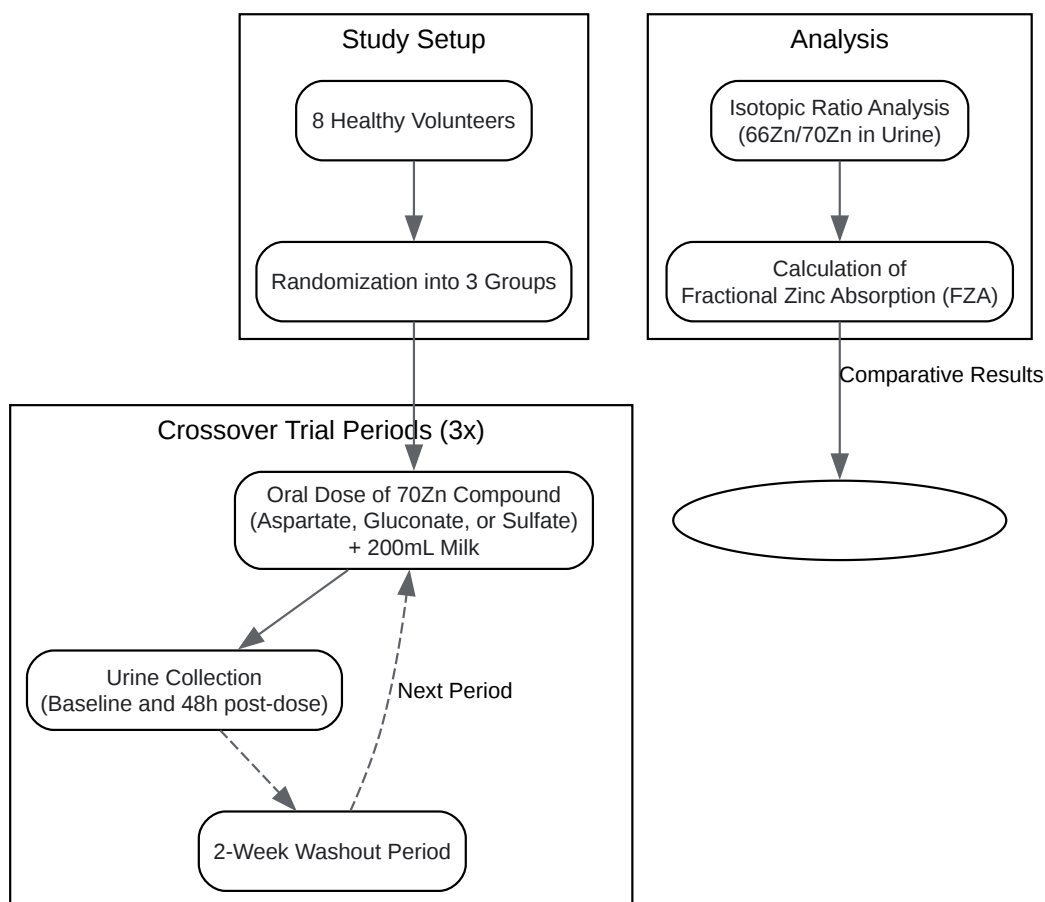 Study Setup
8 Healthy Volunteers
Randomization into 3 Groups
Analysis
Isotopic Ratio Analysis
(66Zn/70Zn in Urine)
Calculation of
Fractional Zinc Absorption (FZA)
Comparative Results
Crossover Trial Periods (3x)
Oral Dose of 70Zn Compound
(Aspartate, Gluconate, or Sulfate)
+ 200mL Milk
Urine Collection
(Baseline and 48h post-dose)
Next Period
2-Week Washout Period